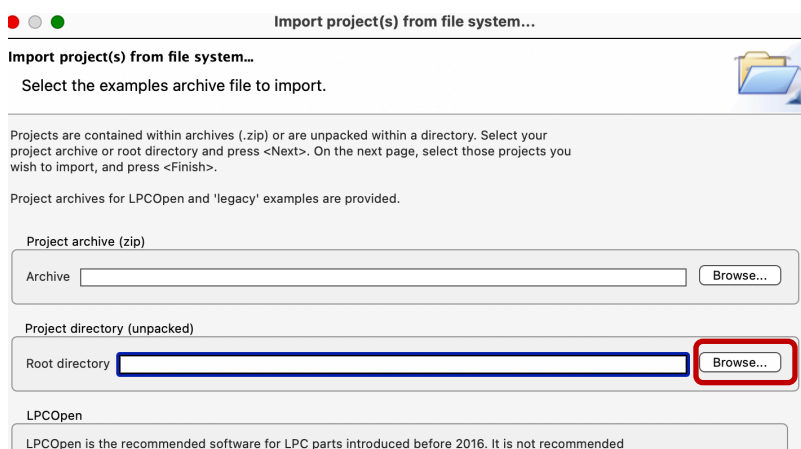 Import project(s) from file system...
Import project(s) from file system...
Select the examples archive file to import.
Projects are contained within archives (.zip) or are unpacked within a directory. Select your
project archive or root directory and press <Next>. On the next page, select those projects you
wish to import, and press <Finish>.
Project archives for LPCOpen and 'legacy' examples are provided.
Project archive (zip)
Archive Browse...
Project directory (unpacked)
Root directory Browse...
LPCOpen
LPCOpen is the recommended software for LPC parts introduced before 2016. It is not recommended